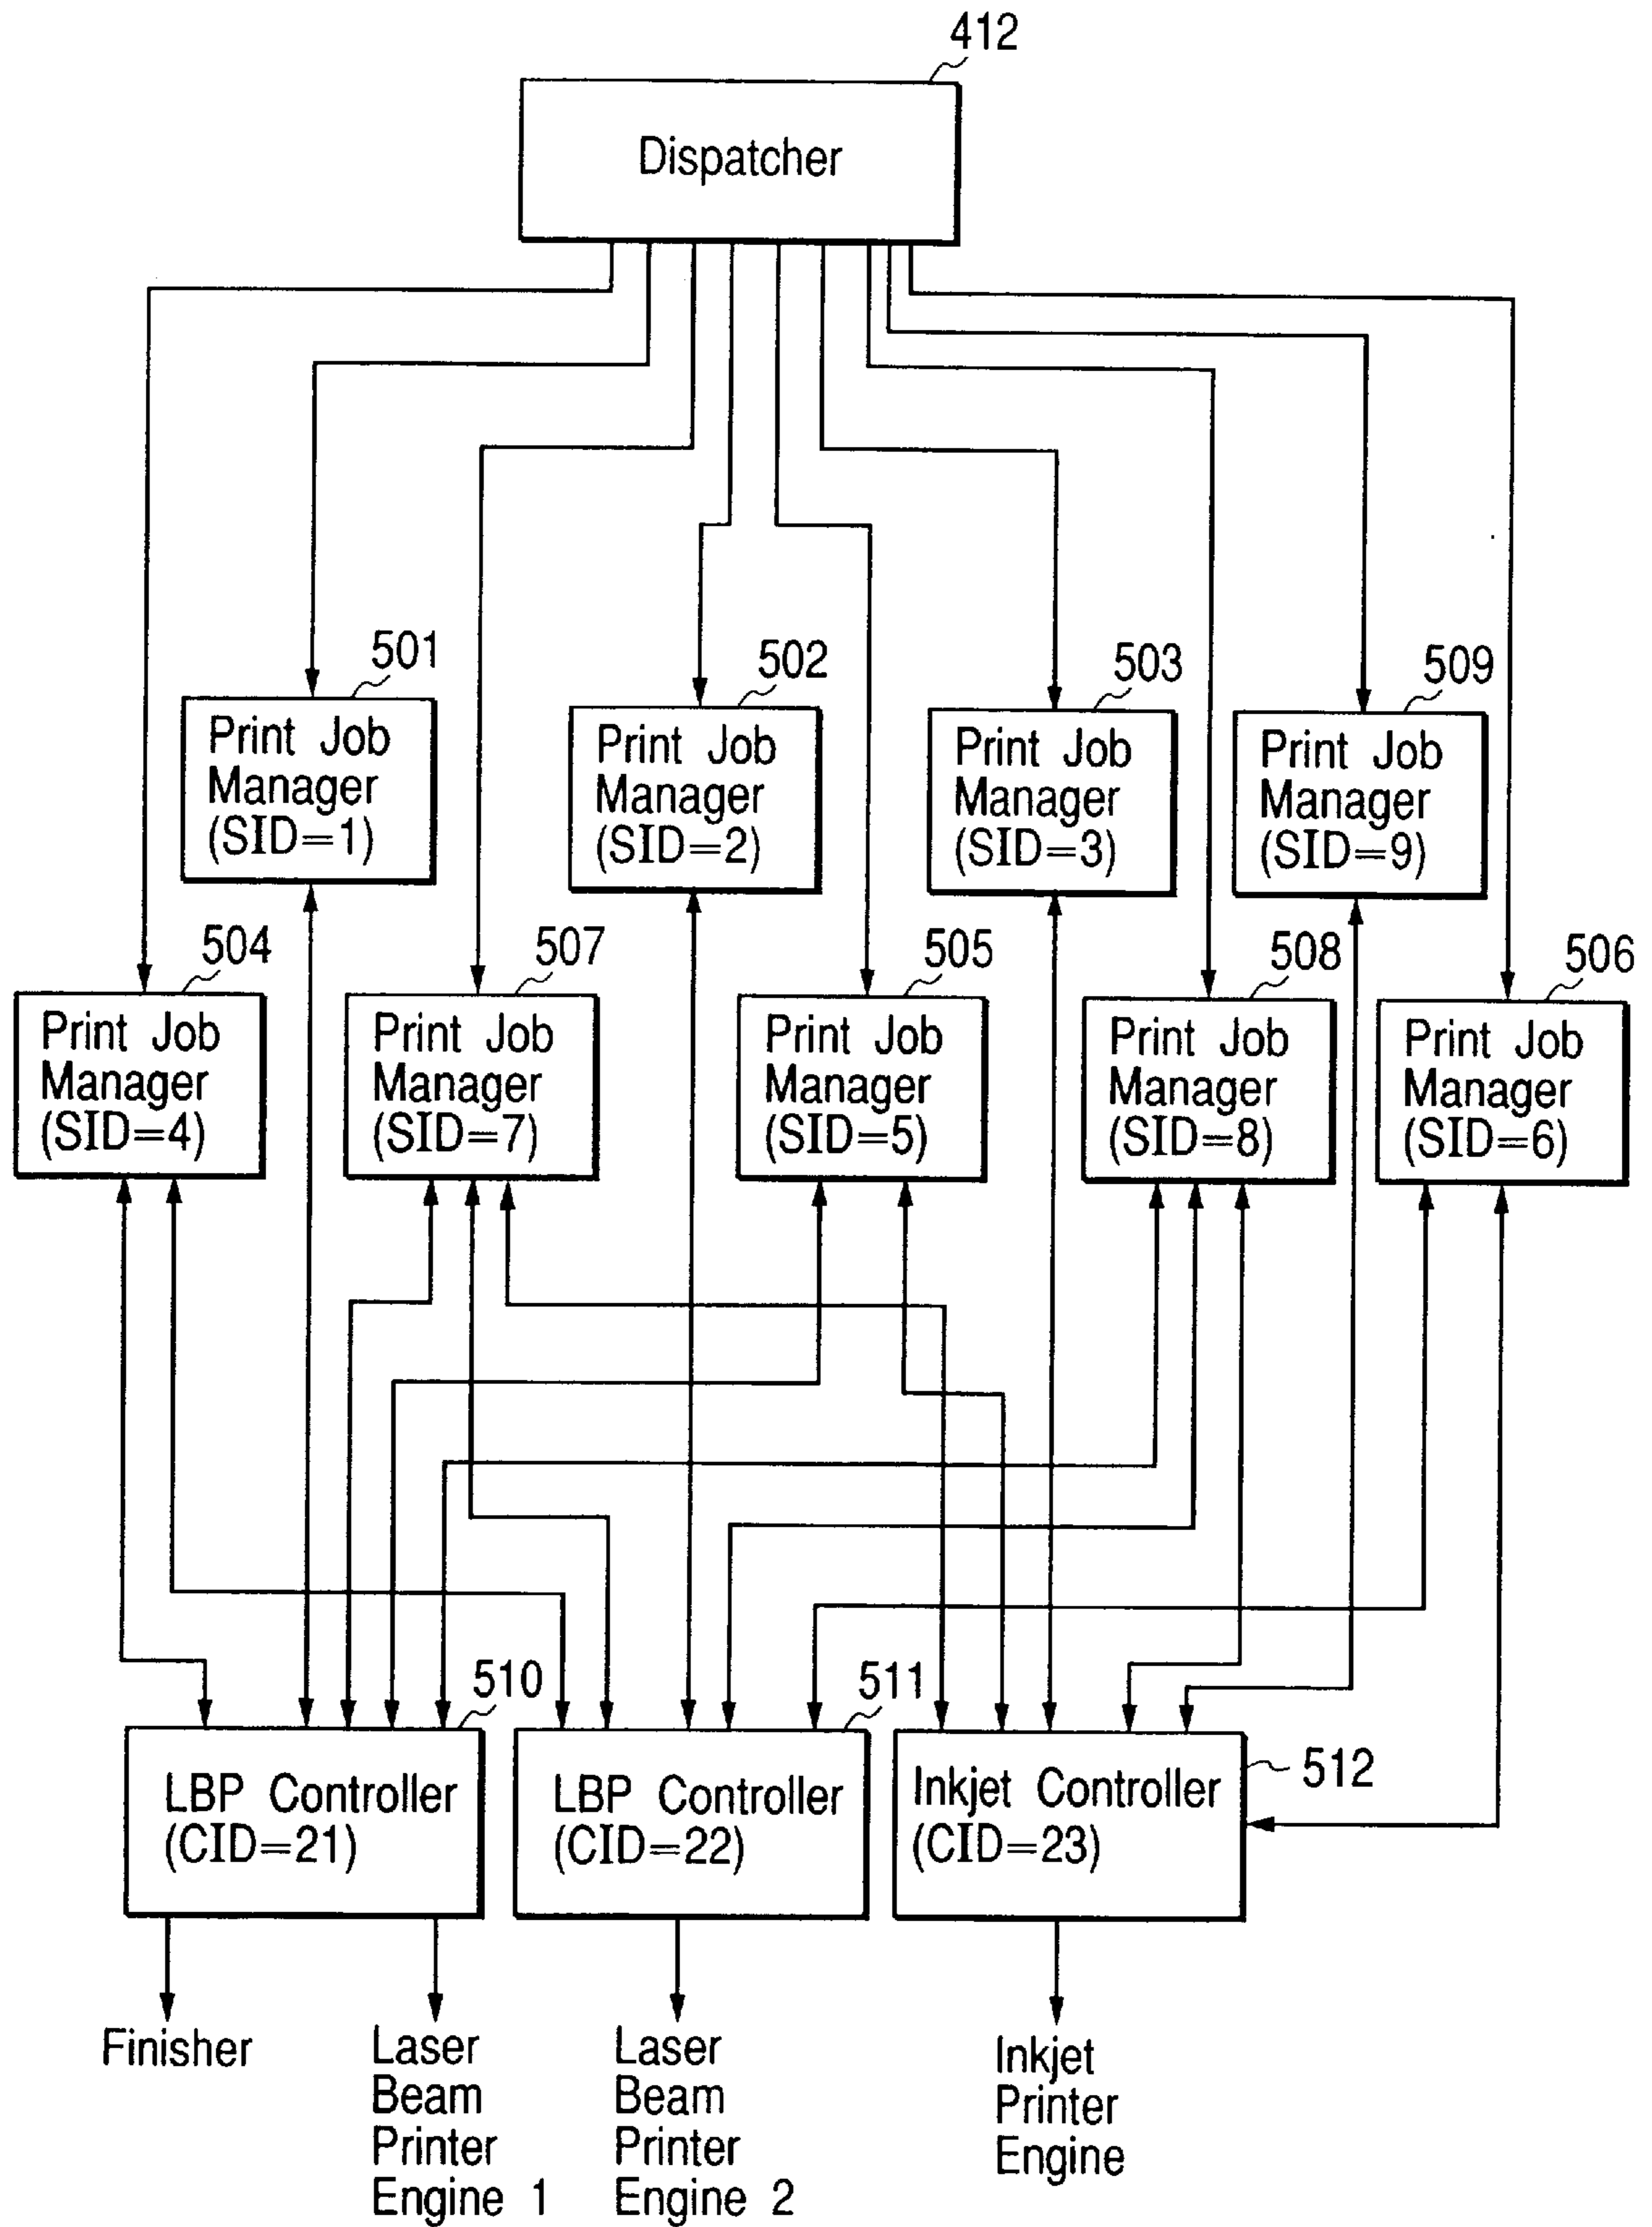 412
Dispatcher
501
Print Job
Manager
(SID=1)
502
Print Job
Manager
(SID=2)
503
Print Job
Manager
(SID=3)
509
Print Job
Manager
(SID=9)
504
Print Job
Manager
(SID=4)
507
Print Job
Manager
(SID=7)
505
Print Job
Manager
(SID=5)
508
Print Job
Manager
(SID=8)
506
Print Job
Manager
(SID=6)
510
LBP Controller
(CID=21)
511
LBP Controller
(CID=22)
512
Inkjet Controller
(CID=23)
Finisher
Laser
Beam
Printer
Engine 1
Laser
Beam
Printer
Engine 2
Inkjet
Printer
Engine